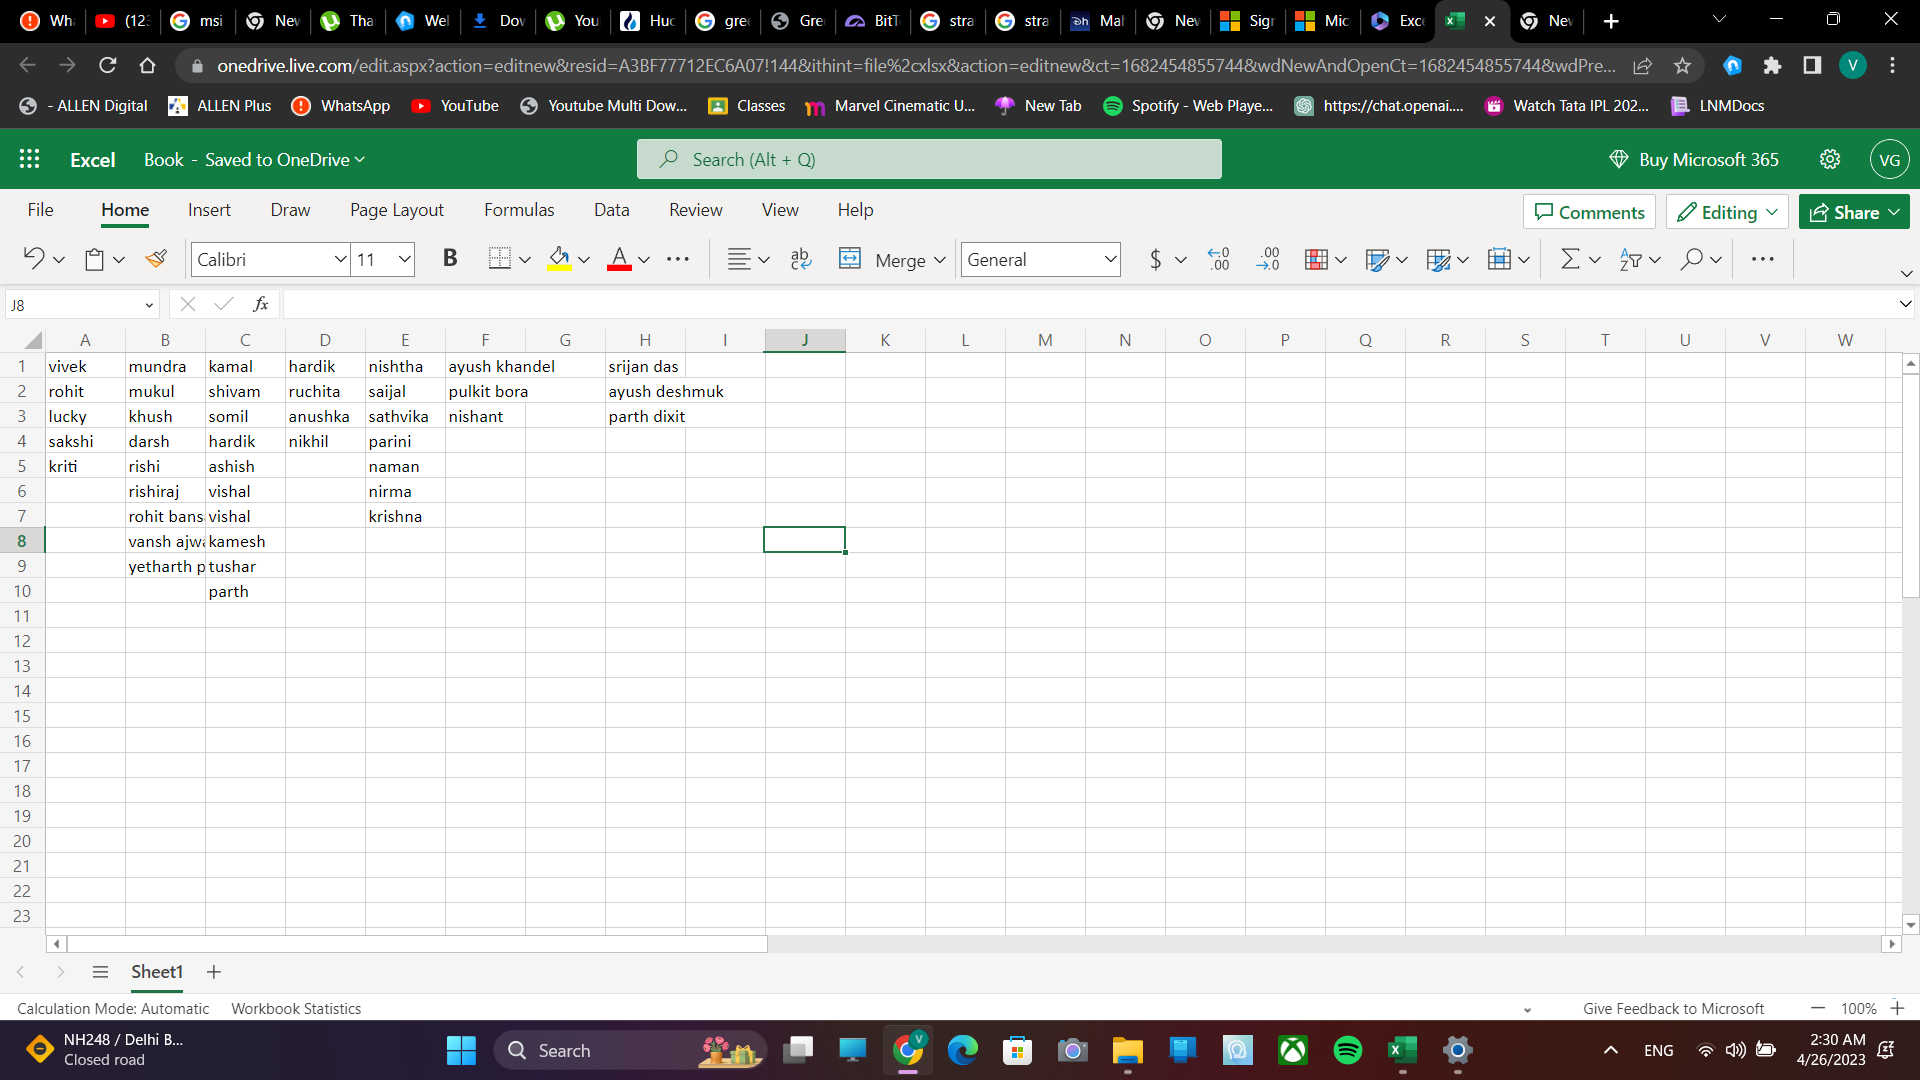 Wha (123 msi New Tha Wel Dov You Huc gre Gre BitT stra stra Mal Nev Sign Mic Exce Nev
onedrive.live.com/edit.aspx?action=editnew&resid=A3BF77712EC6A07!144&ithint=file%2cxlsx&action=editnew&ct=1682454855744&wdNewAndOpenCt=1682454855744&wdPre... V
- ALLEN Digital ALLEN Plus WhatsApp YouTube Youtube Multi Dow... Classes Marvel Cinematic U... New Tab Spotify - Web Playe... https://chat.openai.... Watch Tata IPL 202... LNMDocs
Excel Book - Saved to OneDrive Search (Alt + Q) Buy Microsoft 365 VG
File Home Insert Draw Page Layout Formulas Data Review View Help Comments Editing Share
Calibri 11 B A ab Merge General $ .00 .00
J8 fx
A B C D E F G H I J K L M N O P Q R S T U V W
1 vivek mundra kamal hardik nishtha ayush khandel srijan das
2 rohit mukul shivam ruchita saijal pulkit bora ayush deshmuk
3 lucky khush somil anushka sathvika nishant parth dixit
4 sakshi darsh hardik nikhil parini
5 kriti rishi ashish naman
6 rishiraj vishal nirma
7 rohit bans vishal krishna
8 vansh ajwa kamesh
9 yetharth p tushar
10 parth
11
12
13
14
15
16
17
18
19
20
21
22
23
Sheet1
Calculation Mode: Automatic Workbook Statistics Give Feedback to Microsoft 100%
NH248 / Delhi B...
Closed road
Search
ENG
2:30 AM
4/26/2023